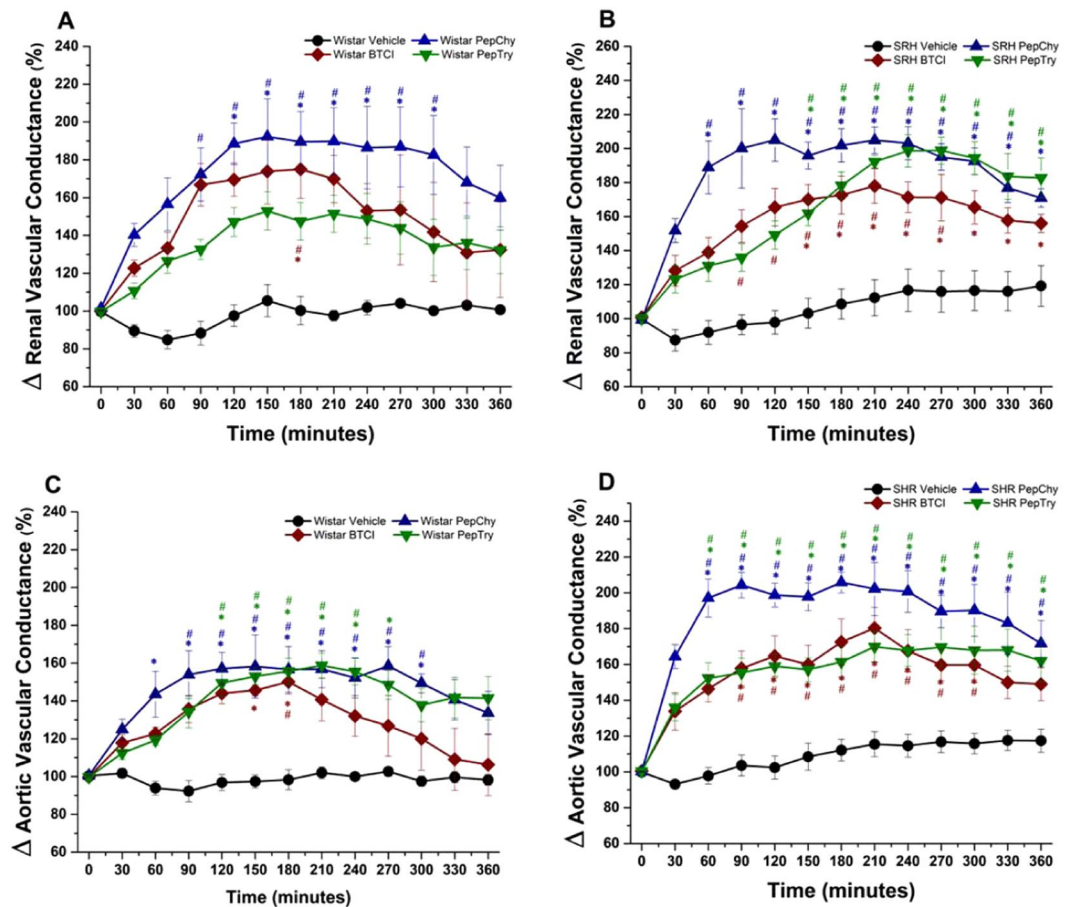 A
Wistar Vehicle
Wistar PepChy
Wistar BTCI
Wistar PepTry
Δ Renal Vascular Conductance (%)
240
220
200
180
160
140
120
100
80
60
0 30 60 90 120 150 180 210 240 270 300 330 360
Time (minutes)
B
SRH Vehicle
SRH PepChy
SRH BTCI
SRH PepTry
Δ Renal Vascular Conductance (%)
260
240
220
200
180
160
140
120
100
80
60
0 30 60 90 120 150 180 210 240 270 300 330 360
Time (minutes)
C
Wistar Vehicle
Wistar PepChy
Wistar BTCI
Wistar PepTry
Δ Aortic Vascular Conductance (%)
240
220
200
180
160
140
120
100
80
60
0 30 60 90 120 150 180 210 240 270 300 330 360
Time (minutes)
D
SHR Vehicle
SHR PepChy
SHR BTCI
SHR PepTry
Δ Aortic Vascular Conductance (%)
240
220
200
180
160
140
120
100
80
60
0 30 60 90 120 150 180 210 240 270 300 330 360
Time (minutes)